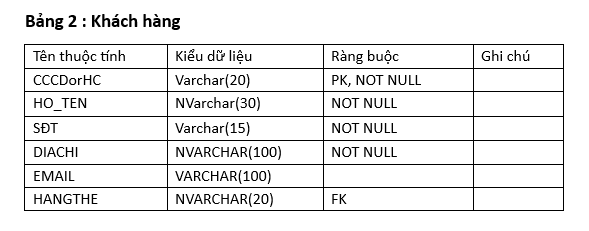 Bảng 2 : Khách hàng
Tên thuộc tính Kiểu dữ liệu Ràng buộc Ghi chú
CCCDorHC Varchar(20) PK, NOT NULL
HO_TEN NVarchar(30) NOT NULL
SĐT Varchar(15) NOT NULL
DIACHI NVARCHAR(100) NOT NULL
EMAIL VARCHAR(100)
HANGTHE NVARCHAR(20) FK